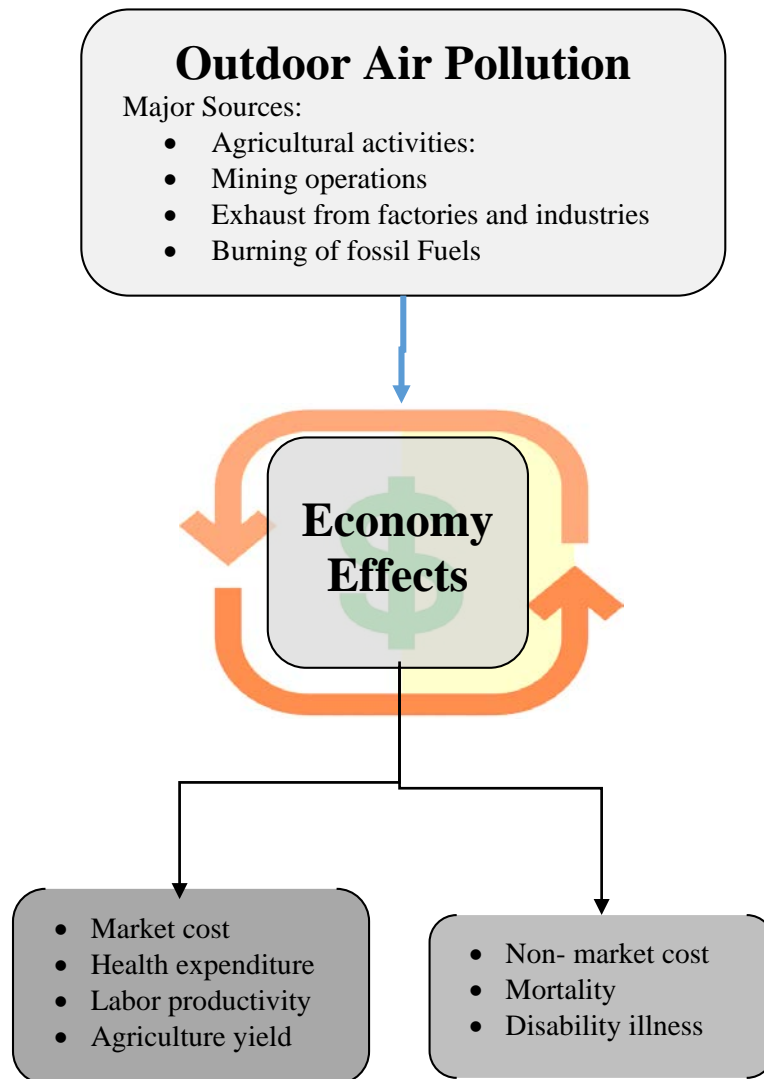 Outdoor Air Pollution
Major Sources:
• Agricultural activities:
• Mining operations
• Exhaust from factories and industries
• Burning of fossil Fuels
$
Economy
Effects
• Market cost
• Health expenditure
• Labor productivity
• Agriculture yield
• Non- market cost
• Mortality
• Disability illness